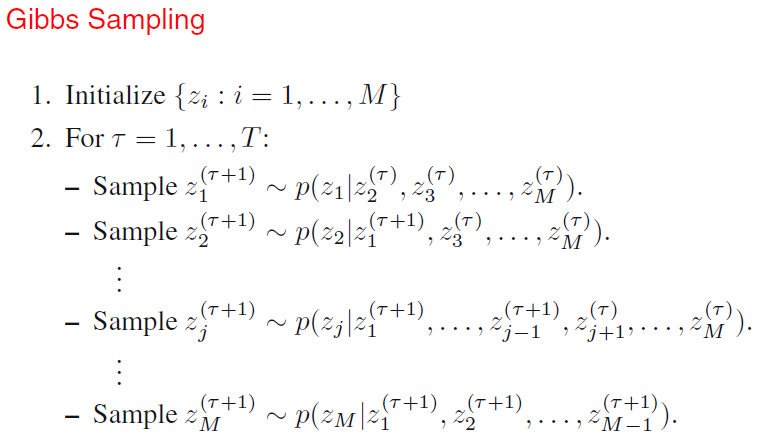 Gibbs Sampling
1. Initialize {z_i : i = 1, . . . , M}
2. For τ = 1, . . . , T:
– Sample z_1^{(τ+1)} ∼ p(z_1|z_2^{(τ)}, z_3^{(τ)}, . . . , z_M^{(τ)}).
– Sample z_2^{(τ+1)} ∼ p(z_2|z_1^{(τ+1)}, z_3^{(τ)}, . . . , z_M^{(τ)}).
⋮
– Sample z_j^{(τ+1)} ∼ p(z_j|z_1^{(τ+1)}, . . . , z_{j−1}^{(τ+1)}, z_{j+1}^{(τ)}, . . . , z_M^{(τ)}).
⋮
– Sample z_M^{(τ+1)} ∼ p(z_M|z_1^{(τ+1)}, z_2^{(τ+1)}, . . . , z_{M−1}^{(τ+1)}).